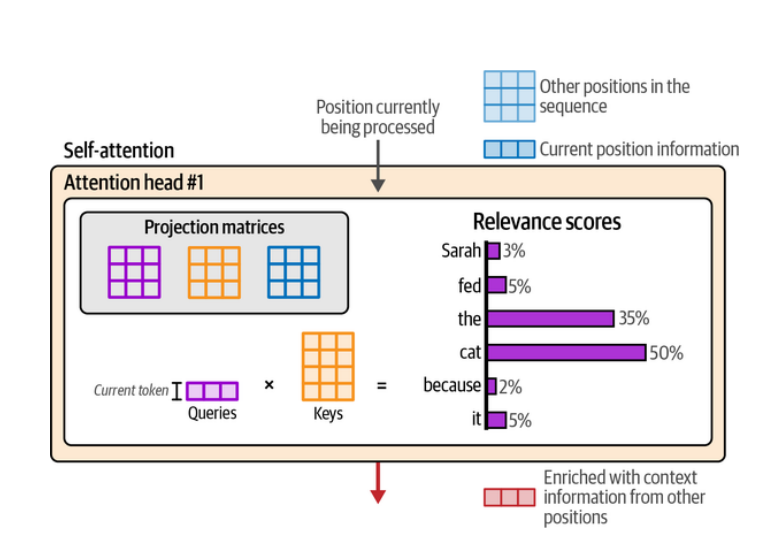 Other positions in the
sequence
Position currently
being processed
Current position information
Self-attention
Attention head #1
Projection matrices
Relevance scores
Sarah 3%
fed 5%
the 35%
cat 50%
because 2%
it 5%
Current token
× =
Queries
Keys
Enriched with context
information from other
positions